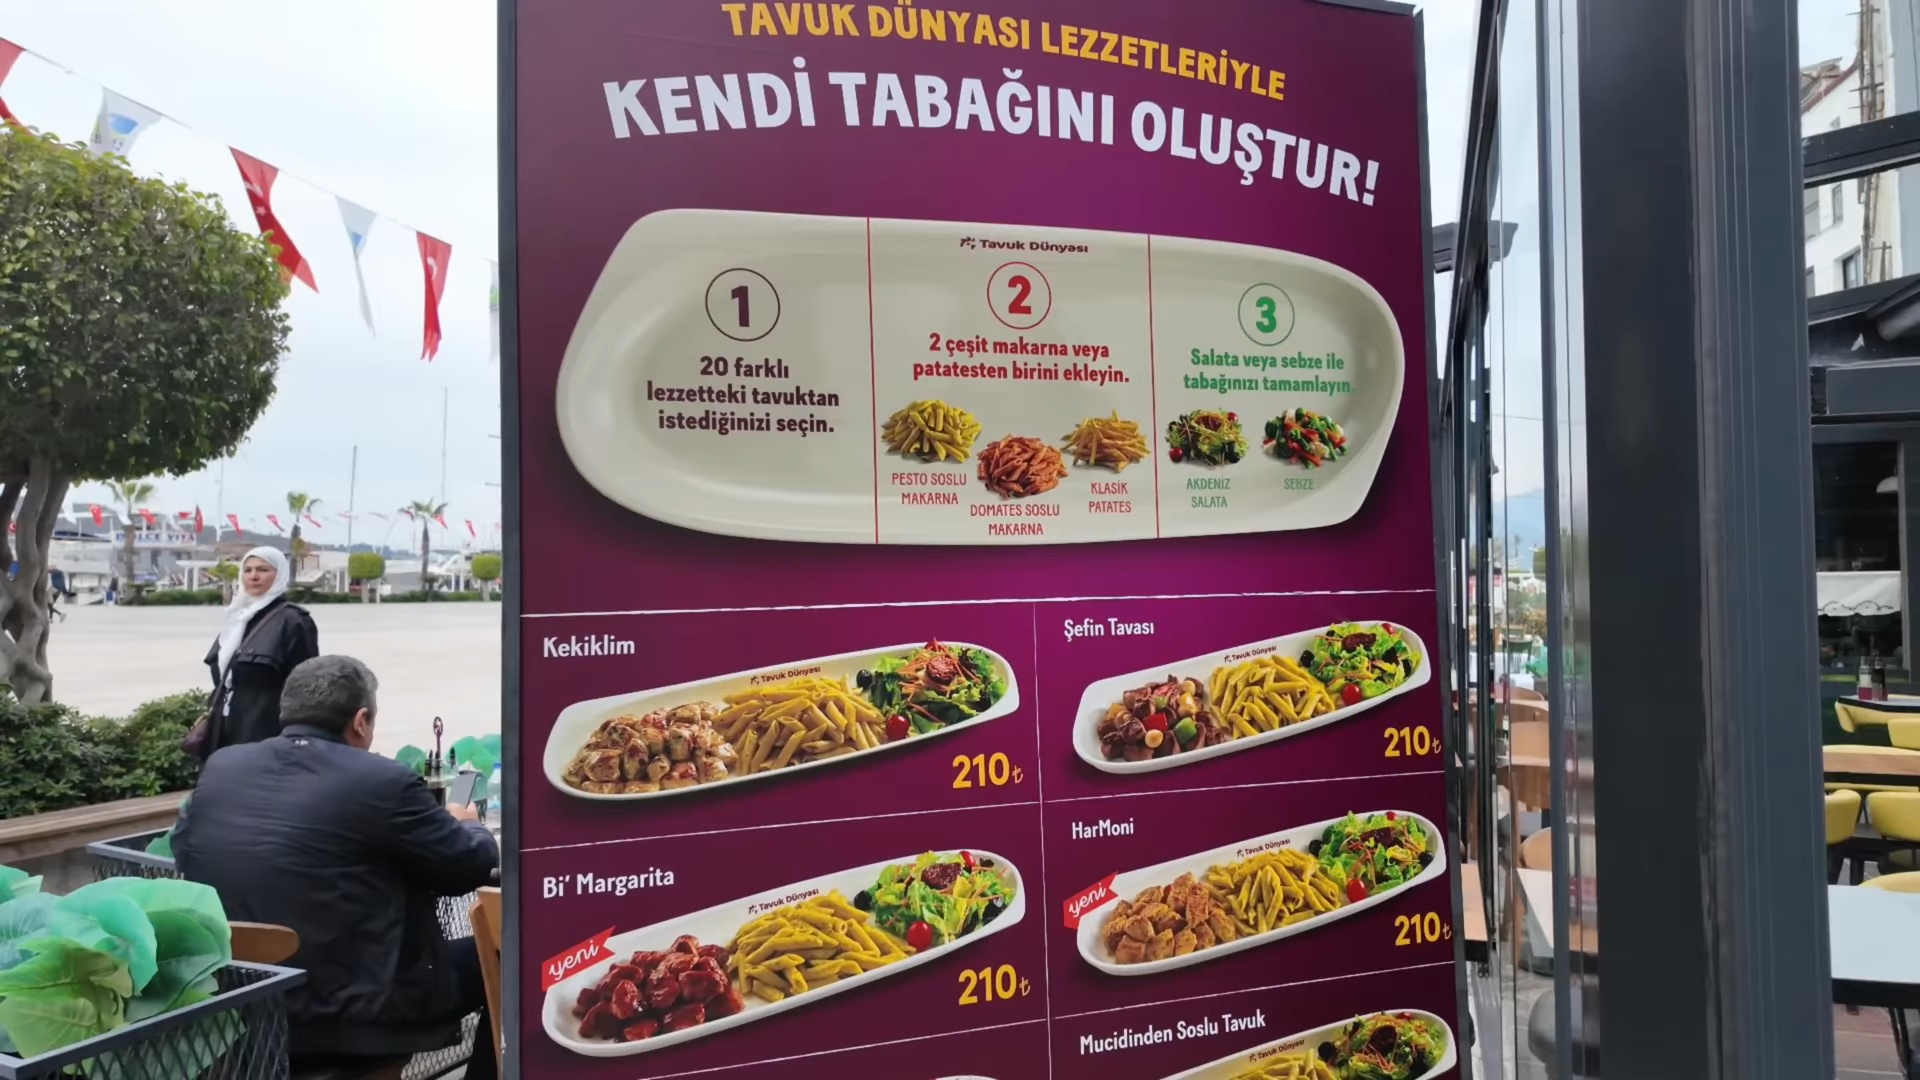 TAVUK DÜNYASI LEZZETLERİYLE
KENDİ TABAĞINI OLUŞTUR!
Tavuk Dünyası
1
20 farklı
lezzetteki tavuktan
istediğinizi seçin.
2
2 çeşit makarna veya
patatesten birini ekleyin.
PESTO SOSLU
MAKARNA
DOMATES SOSLU
MAKARNA
KLASİK
PATATES
3
Salata veya sebze ile
tabağınızı tamamlayın.
AKDENİZ
SALATA
SEBZE
Kekiklim
Tavuk Dünyası
210₺
Şefin Tavası
Tavuk Dünyası
210₺
Bi' Margarita
Tavuk Dünyası
yeni
210₺
HarMoni
Tavuk Dünyası
yeni
210₺
Mucidinden Soslu Tavuk
Tavuk Dünyası
DOLCE VITA